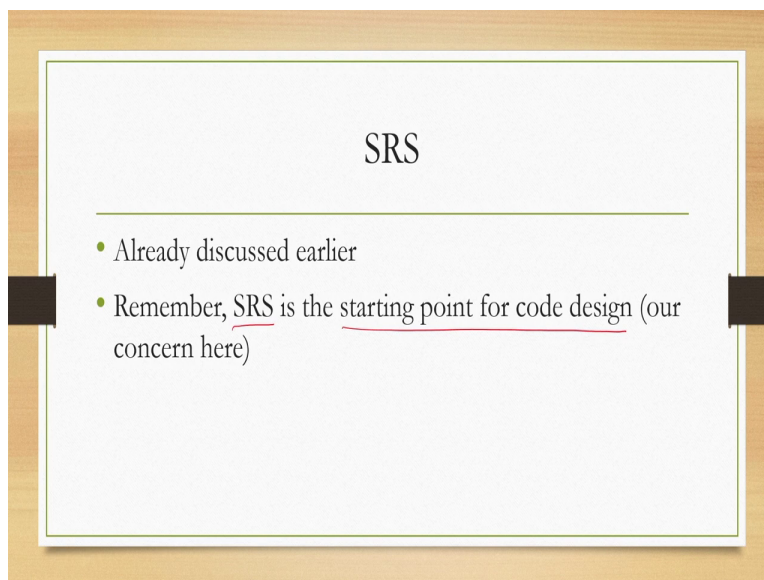 SRS
• Already discussed earlier
• Remember, SRS is the starting point for code design (our
concern here)